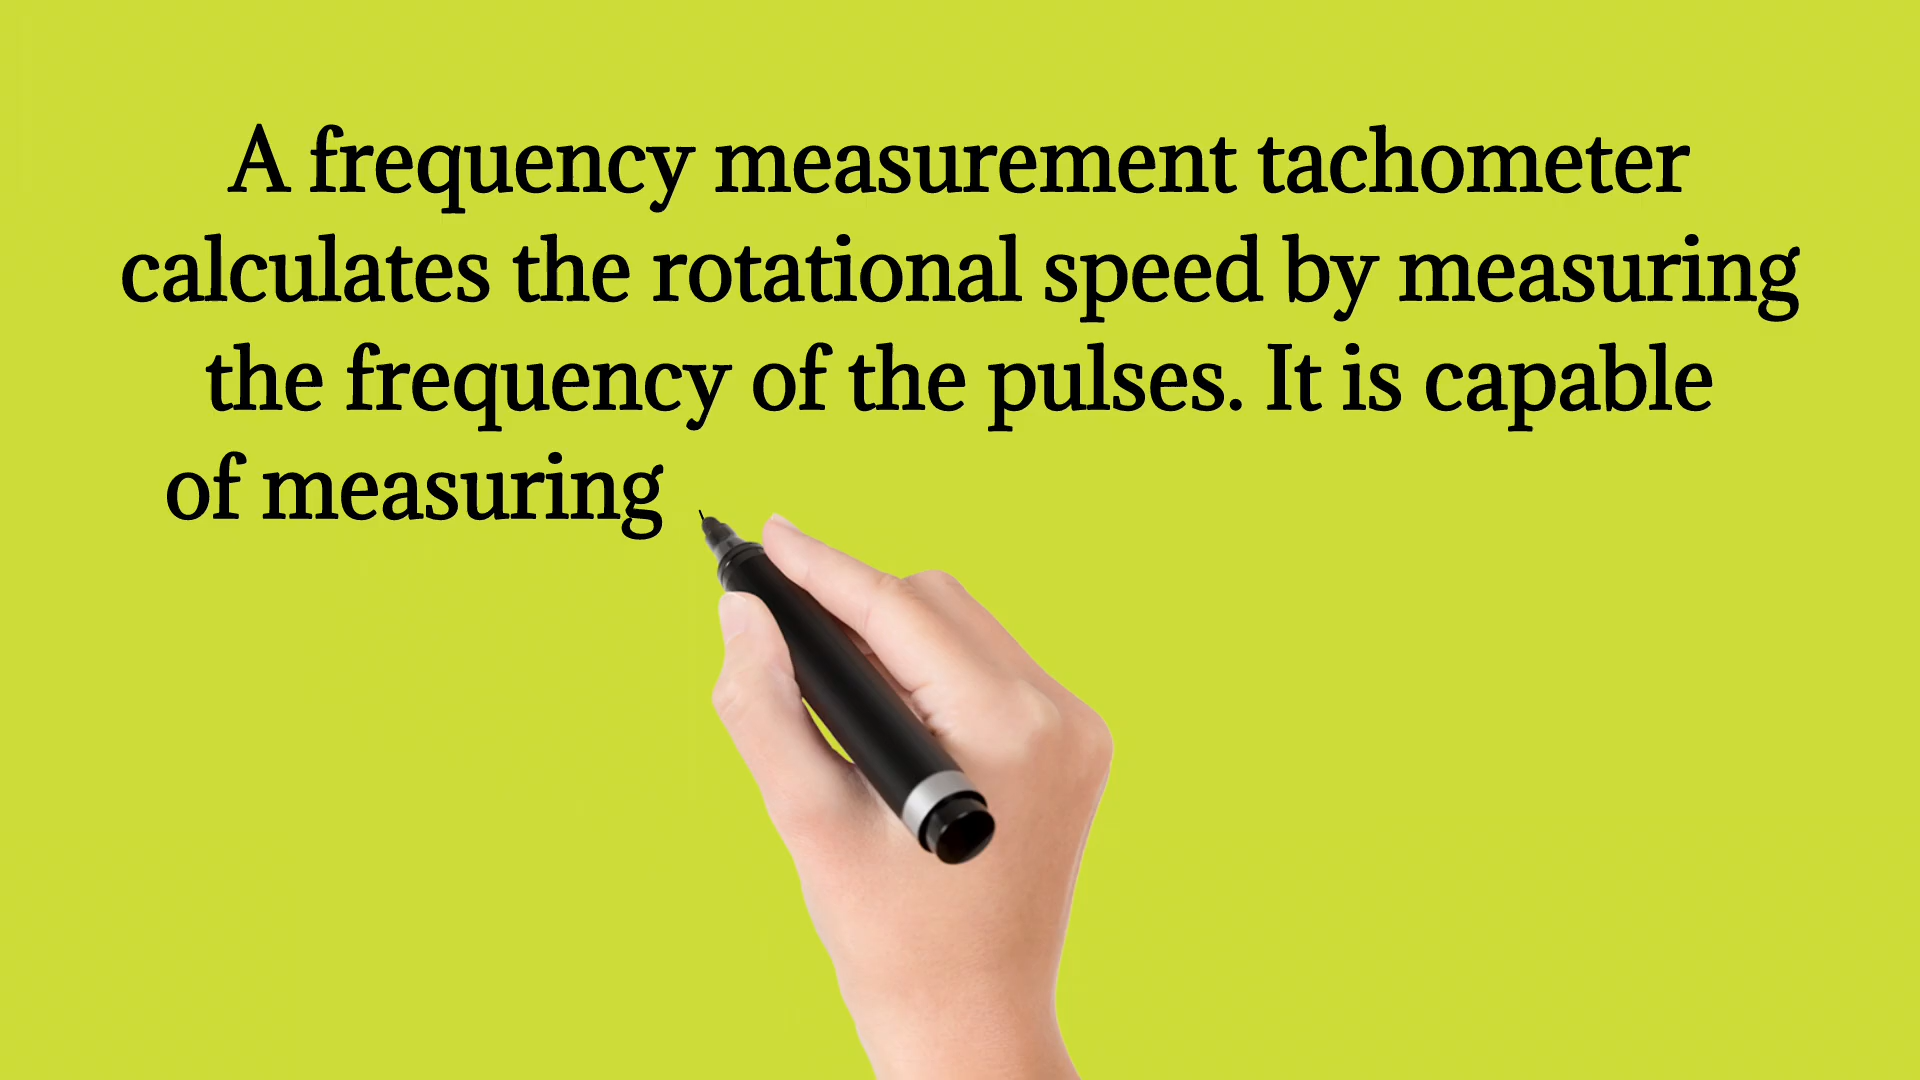 A frequency measurement tachometer
calculates the rotational speed by measuring
the frequency of the pulses. It is capable
of measuring